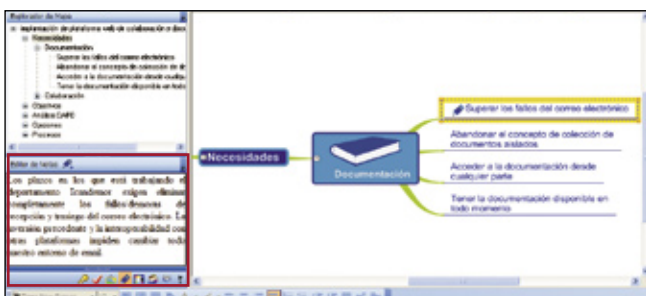 Explorador de Mapa
Implantación de plataforma web de colaboración o docu
Necesidades
Documentación
Superar los fallos del correo electrónico
Abandonar el concepto de colección de do
Acceder a la documentación desde cualqu
Tener la documentación disponible en todo
Colaboración
Objetivos
Análisis DAFO
Opciones
Procesos
Editor de textos
Los plazos en los que está trabajando el
departamento exigen eliminar
completamente los fallos/demoras de
recepción y trasiego del correo electrónico. La
inversión precedente y la interoperabilidad con
otras plataformas impiden cambiar todo
nuestro entorno de email.
Necesidades
Documentación
Superar los fallos del correo electrónico
Abandonar el concepto de colección de
documentos aislados
Acceder a la documentación desde
cualquier parte
Tener la documentación disponible en
todo momento